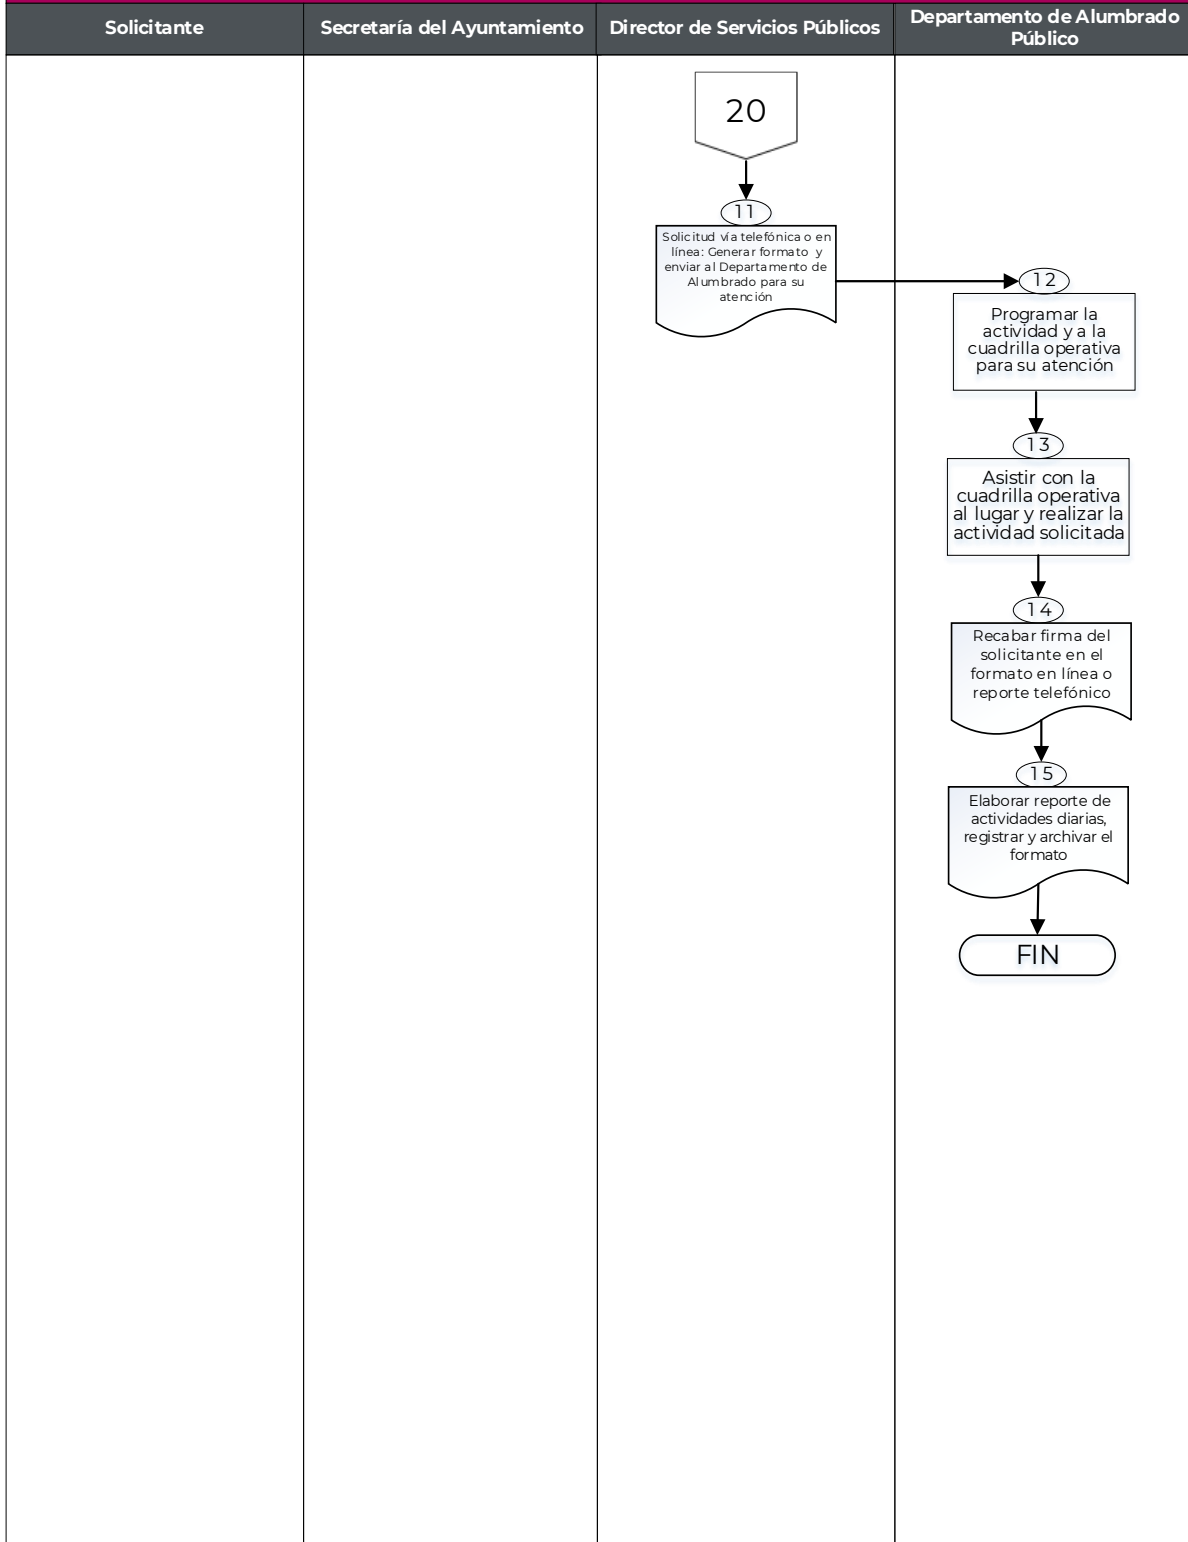 Solicitante
Secretaría del Ayuntamiento
Director de Servicios Públicos
Departamento de Alumbrado
Público
20
11
Solicitud vía telefónica o en
línea: Generar formato y
enviar al Departamento de
Alumbrado para su
atención
12
Programar la
actividad y a la
cuadrilla operativa
para su atención
13
Asistir con la
cuadrilla operativa
al lugar y realizar la
actividad solicitada
14
Recabar firma del
solicitante en el
formato en línea o
reporte telefónico
15
Elaborar reporte de
actividades diarias,
registrar y archivar el
formato
FIN